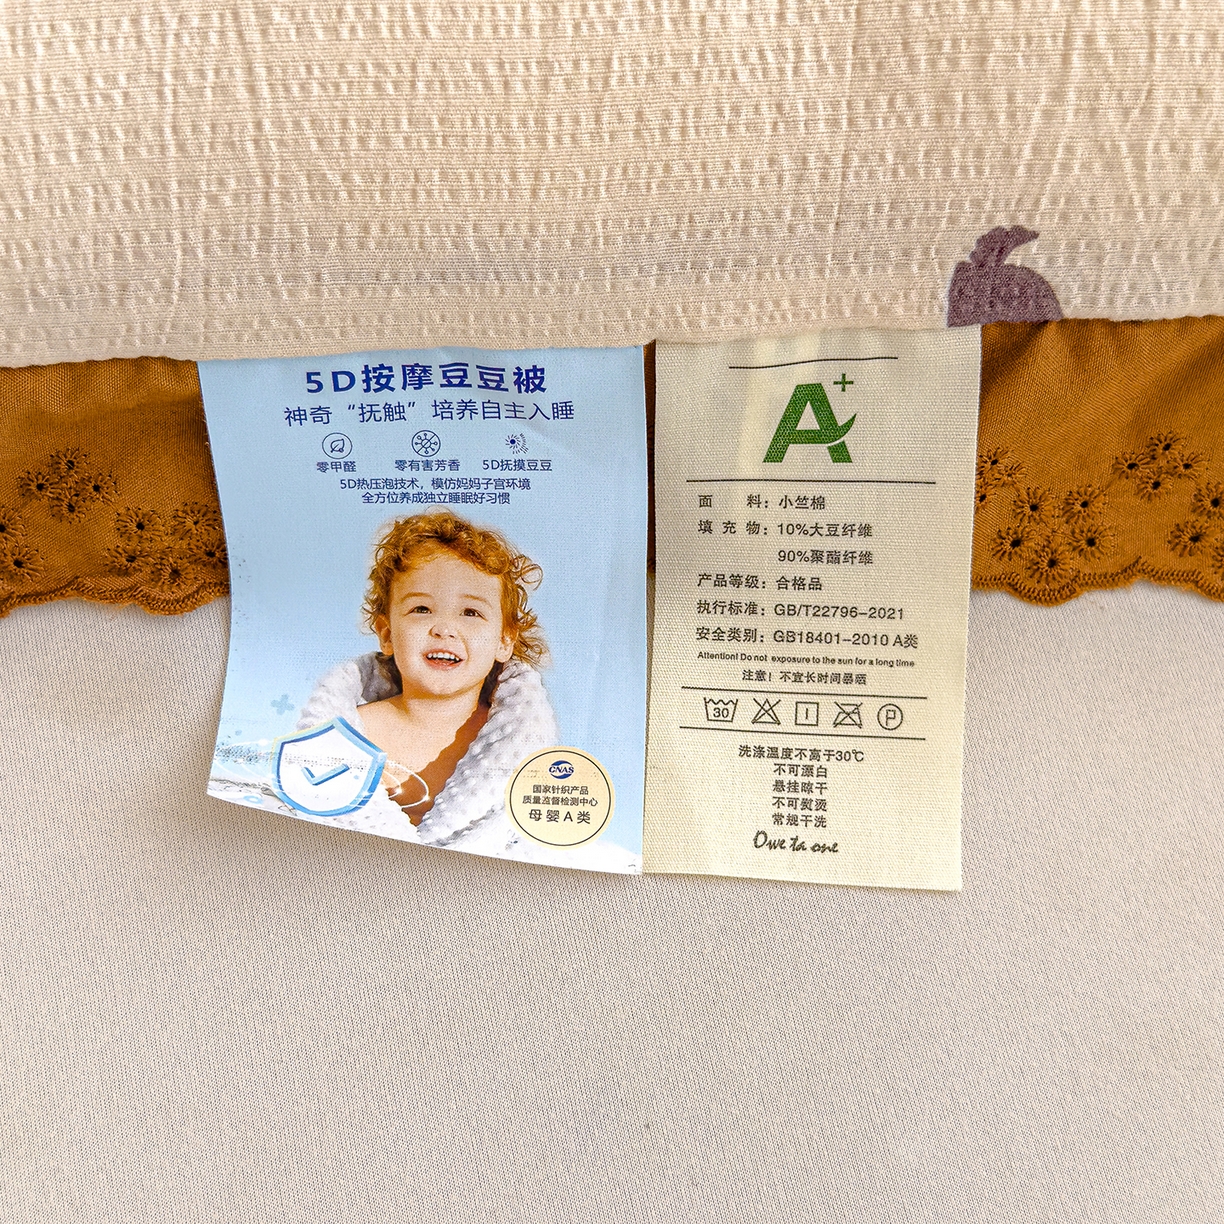 5D按摩豆豆被
神奇“抚触”培养自主入睡
零甲醛 零有害芳香 5D抚摸豆豆
5D热压泡技术，模仿妈妈子宫环境
全方位养成独立睡眠好习惯
CNAS
国家针织产品
质量监督检测中心
母婴A类
A+
面 料：小竺棉
填充物：10%大豆纤维
90%聚酯纤维
产品等级：合格品
执行标准：GB/T22796-2021
安全类别：GB18401-2010 A类
Attention! Do not exposure to the sun for a long time
注意！不宜长时间暴晒
30 P
洗涤温度不高于30℃
不可漂白
悬挂晾干
不可熨烫
常规干洗
Owe ta one